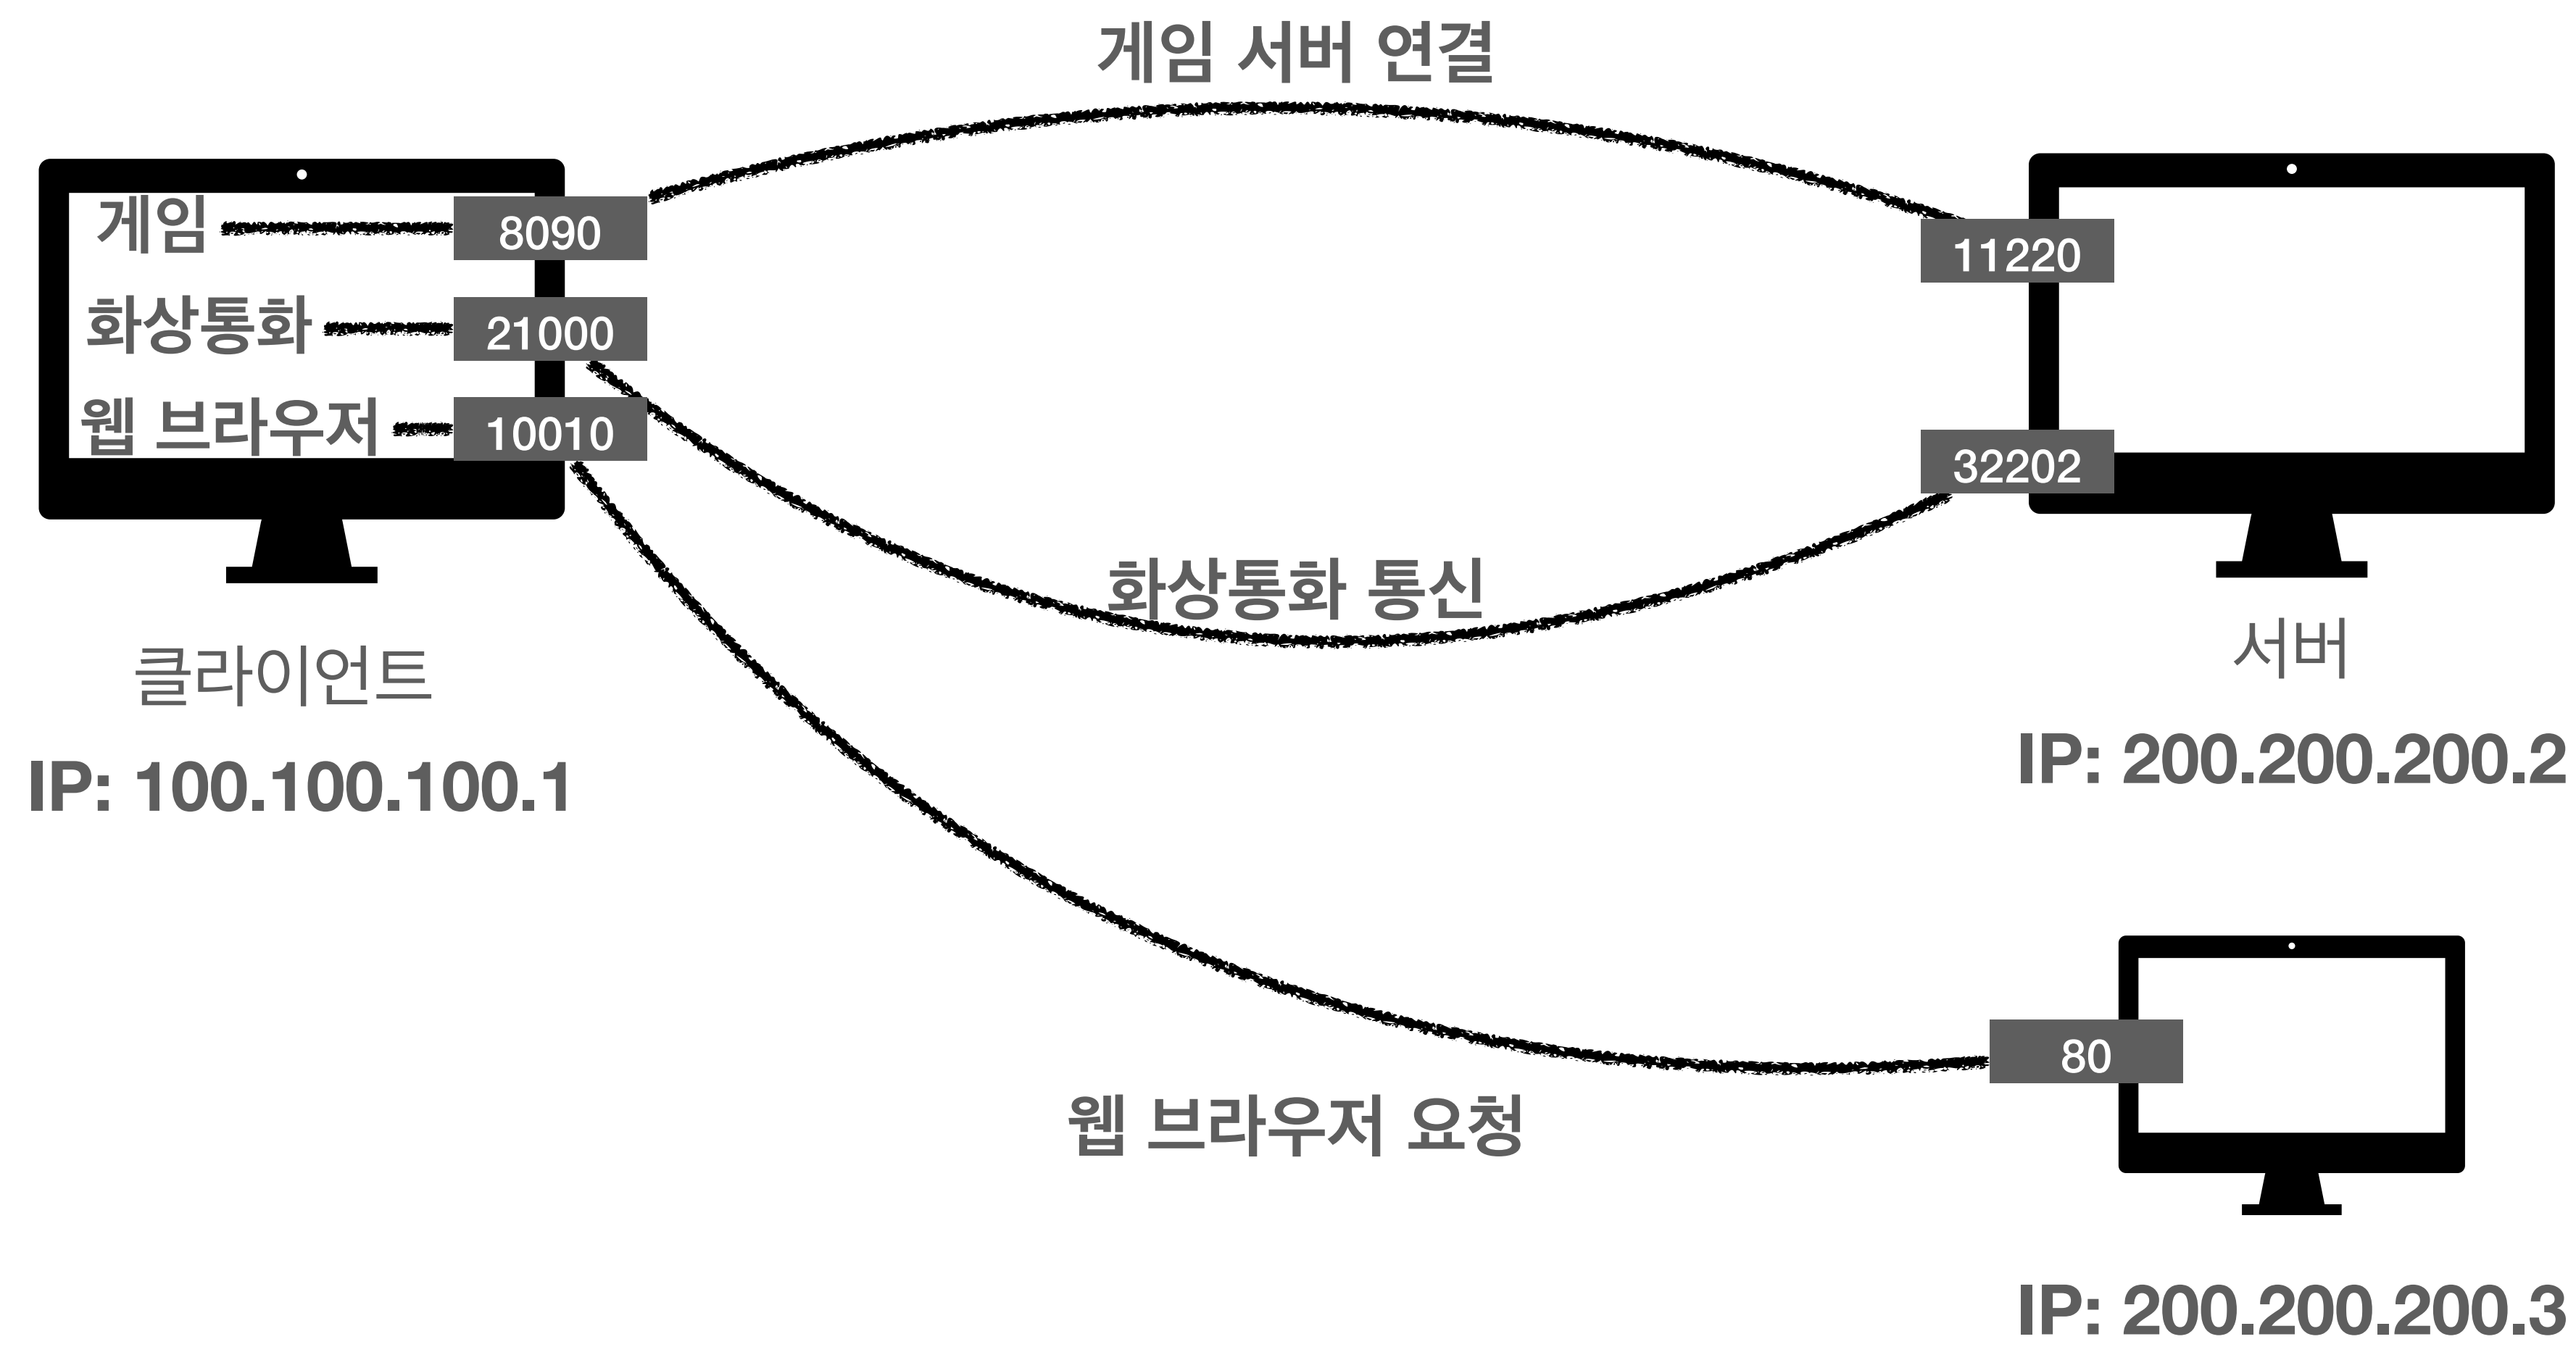 게임 서버 연결
게임
8090
11220
화상통화
21000
웹 브라우저
10010
32202
화상통화 통신
클라이언트
서버
IP: 100.100.100.1
IP: 200.200.200.2
80
웹 브라우저 요청
IP: 200.200.200.3